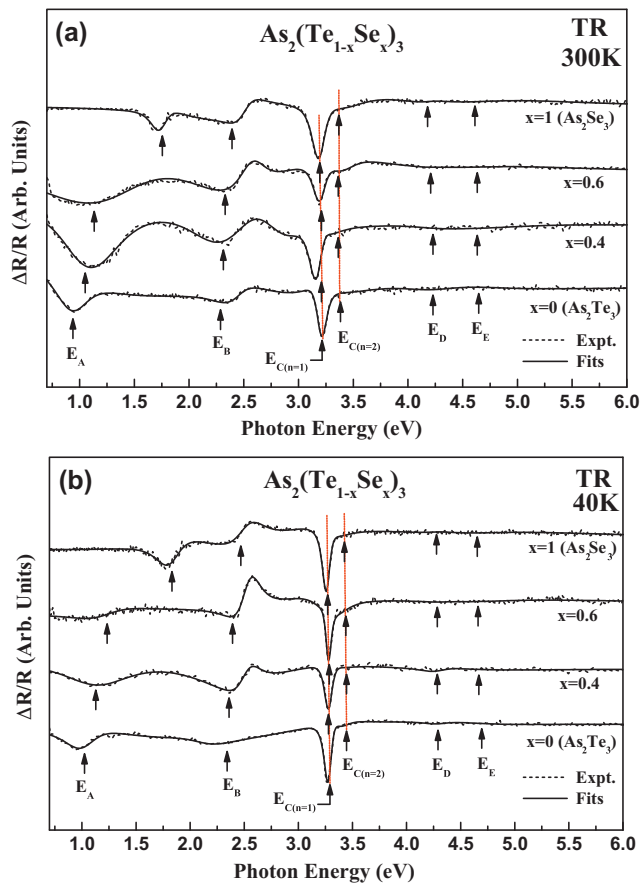 (a)
As2(Te1-xSex)3
TR
300K
x=1 (As2Se3)
x=0.6
x=0.4
x=0 (As2Te3)
EA
EB
EC(n=1)
EC(n=2)
ED
EE
Expt.
Fits
ΔR/R (Arb. Units)
1.0 1.5 2.0 2.5 3.0 3.5 4.0 4.5 5.0 5.5 6.0
Photon Energy (eV)
(b)
As2(Te1-xSex)3
TR
40K
x=1 (As2Se3)
x=0.6
x=0.4
x=0 (As2Te3)
EA
EB
EC(n=1)
EC(n=2)
ED
EE
Expt.
Fits
ΔR/R (Arb. Units)
1.0 1.5 2.0 2.5 3.0 3.5 4.0 4.5 5.0 5.5 6.0
Photon Energy (eV)